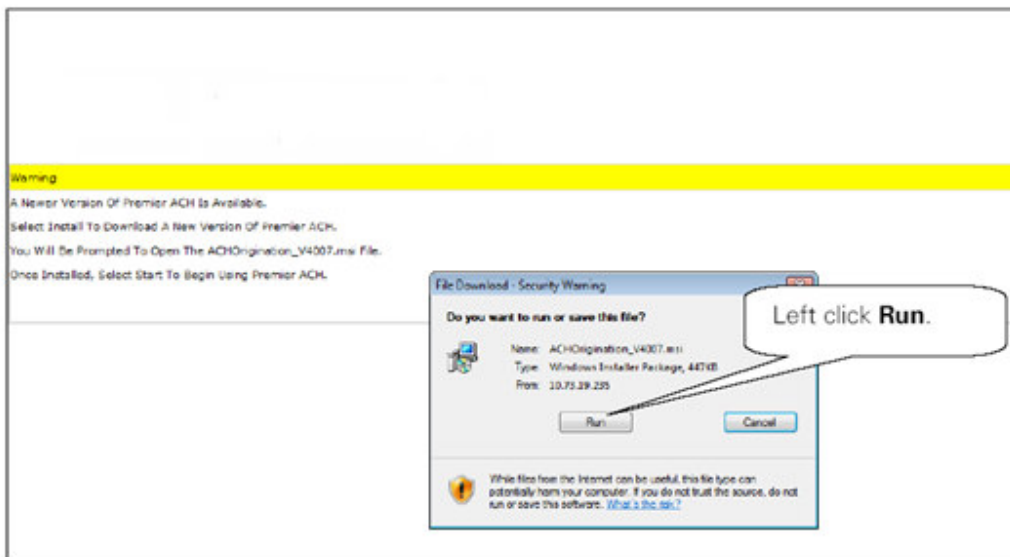 Warning
A Newer Version Of Premier ACH Is Available.
Select Install To Download A New Version Of Premier ACH.
You Will Be Prompted To Open The ACHOrigination_V4007.msi File.
Once Installed, Select Start To Begin Using Premier ACH.
File Download - Security Warning
Do you want to run or save this file?
Name: ACHOrigination_V4007.msi
Type: Windows Installer Package, 447KB
From: 10.73.19.235
Run
Cancel
While files from the Internet can be useful, this file type can
potentially harm your computer. If you do not trust the source, do not
run or save this software. What's the risk?
Left click Run.